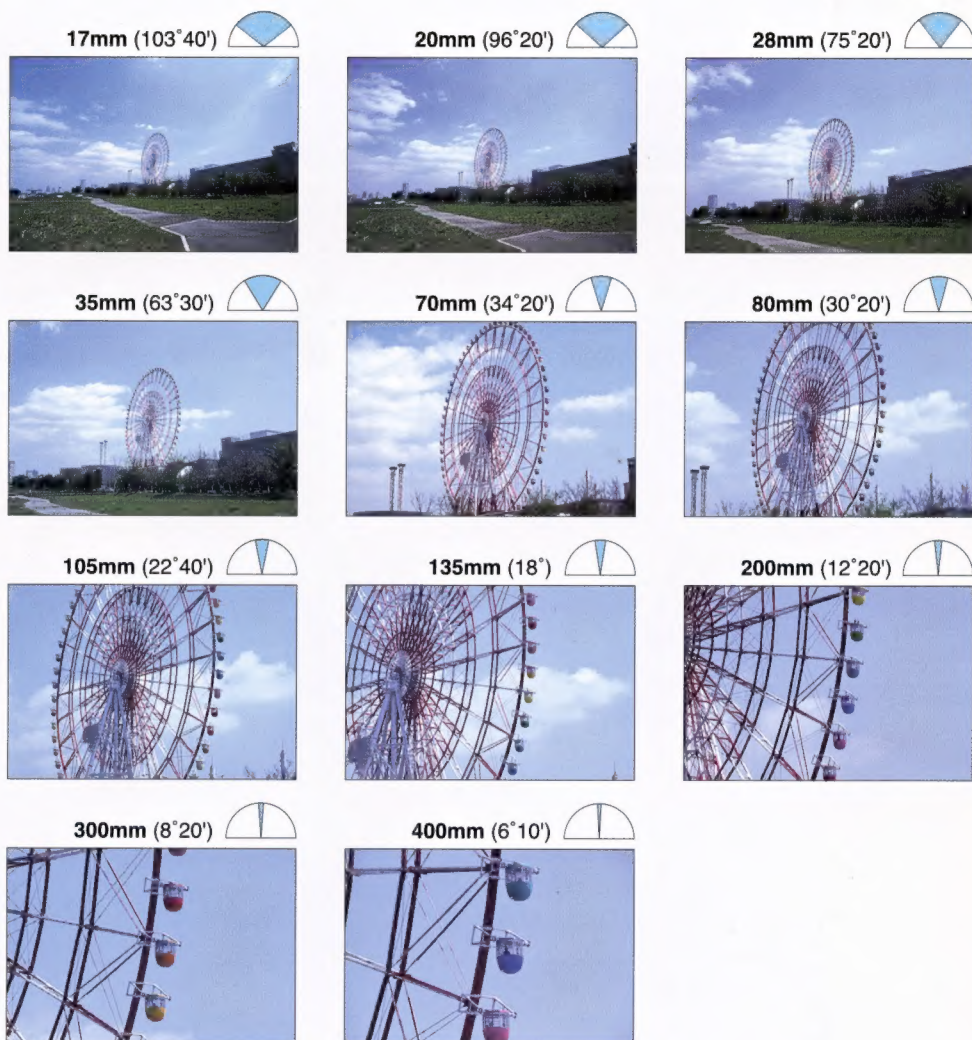 17mm (103˚40')
20mm (96˚20')
28mm (75˚20')
35mm (63˚30')
70mm (34˚20')
80mm (30˚20')
105mm (22˚40')
135mm (18˚)
200mm (12˚20')
300mm (8˚20')
400mm (6˚10')